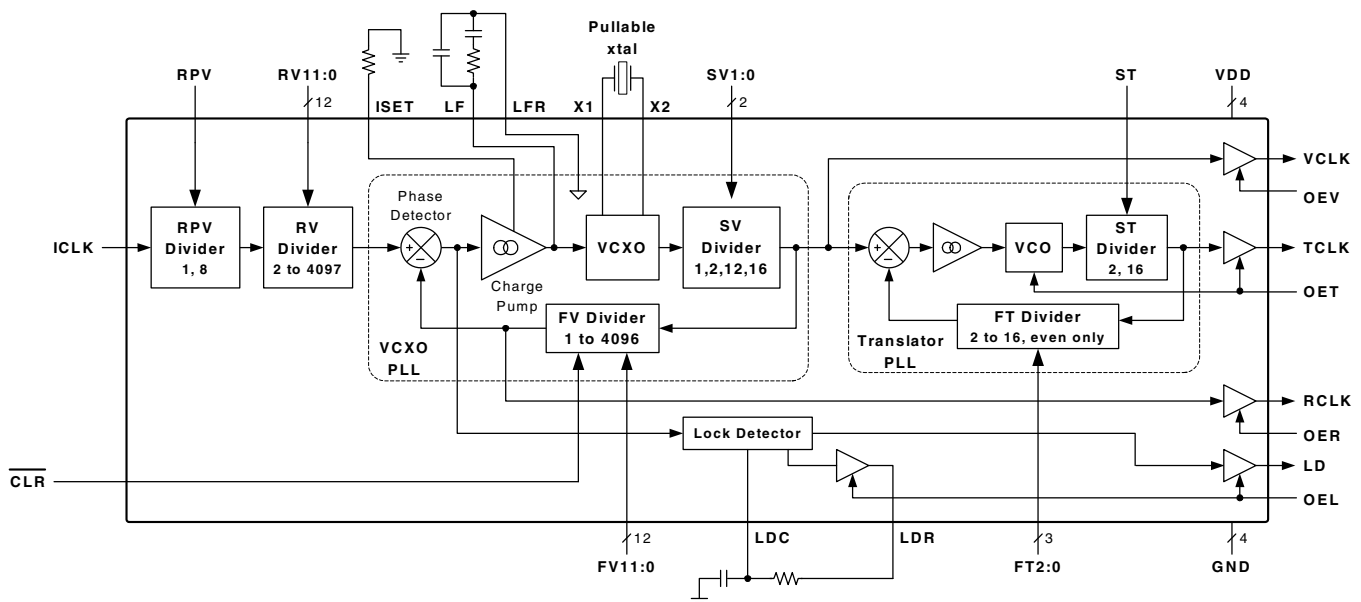 Pullable
xtal
RPV
RV11:0
12
ISET
LF
LFR
X1
X2
SV1:0
2
ST
VDD
4
VCLK
OEV
Phase
Detector
+
−
Charge
Pump
ICLK
RPV
Divider
1, 8
RV
Divider
2 to 4097
VCXO
SV
Divider
1,2,12,16
+
−
VCO
ST
Divider
2, 16
TCLK
OET
FV Divider
1 to 4096
VCXO
PLL
FT Divider
2 to 16, even only
Translator
PLL
RCLK
OER
Lock Detector
LD
OEL
CLR
12
FV11:0
LDC
LDR
3
FT2:0
4
GND